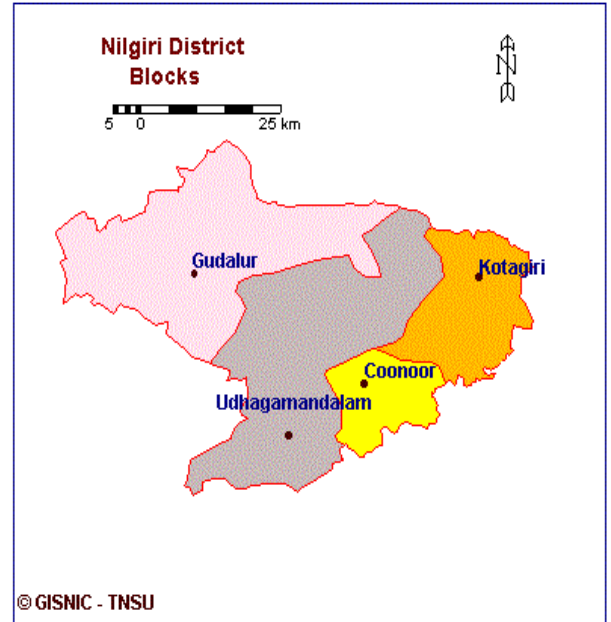 Nilgiri District
Blocks
N
5 0 25 km
Gudalur
Kotagiri
Coonoor
Udhagamandalam
© GISNIC - TNSU